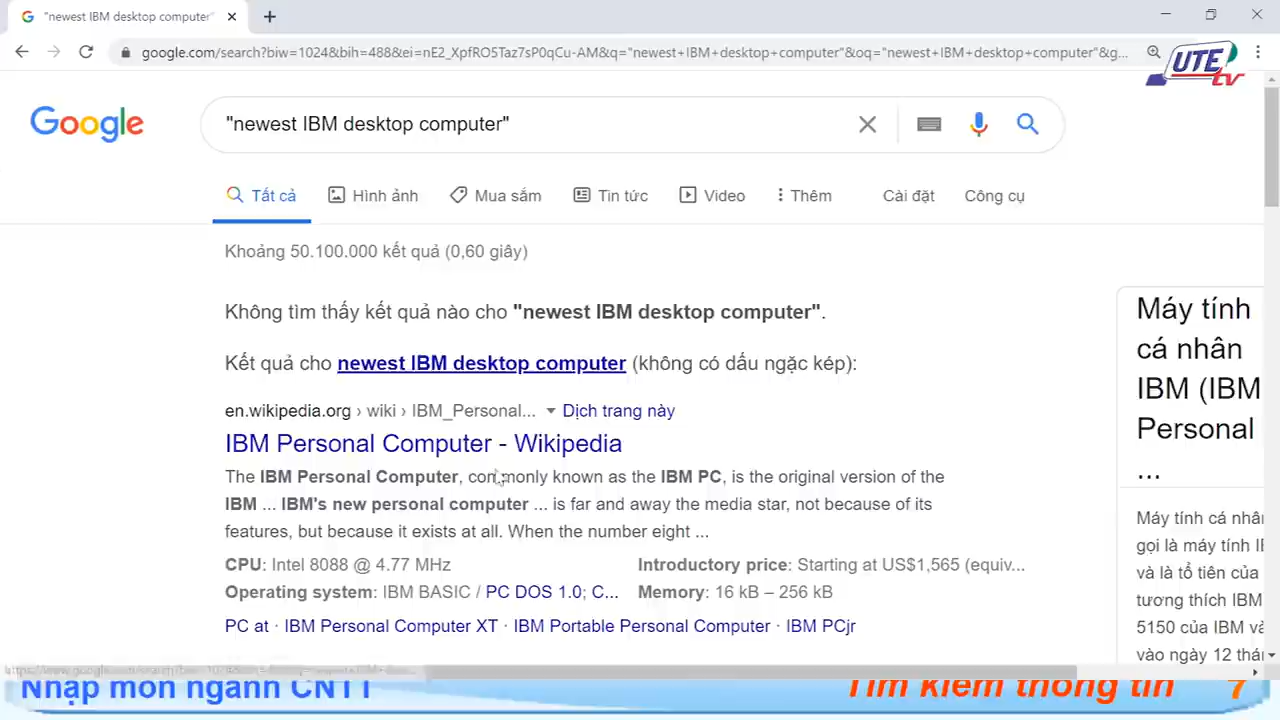 "newest IBM desktop computer"
google.com/search?biw=1024&bih=488&ei=nE2_XpfRO5Taz7sP0qCu-AM&q="newest+IBM+desktop+computer"&oq="newest+IBM+desktop+computer"&g...
UTE tv
Google
"newest IBM desktop computer"
Tất cả Hình ảnh Mua sắm Tin tức Video Thêm Cài đặt Công cụ
Khoảng 50.100.000 kết quả (0,60 giây)
Không tìm thấy kết quả nào cho "newest IBM desktop computer".
Kết quả cho newest IBM desktop computer (không có dấu ngặc kép):
en.wikipedia.org › wiki › IBM_Personal... Dịch trang này
IBM Personal Computer - Wikipedia
The IBM Personal Computer, commonly known as the IBM PC, is the original version of the
IBM ... IBM's new personal computer ... is far and away the media star, not because of its
features, but because it exists at all. When the number eight ...
CPU: Intel 8088 @ 4.77 MHz Introductory price: Starting at US$1,565 (equiv...
Operating system: IBM BASIC / PC DOS 1.0; C... Memory: 16 kB – 256 kB
PC at · IBM Personal Computer XT · IBM Portable Personal Computer · IBM PCjr
Máy tính
cá nhân
IBM (IBM
Personal
...
Máy tính cá nhân
gọi là máy tính IB
và là tổ tiên của
tương thích IBM
5150 của IBM và
vào ngày 12 thán
Nhập môn ngành CNTT Tìm kiếm thông tin 7